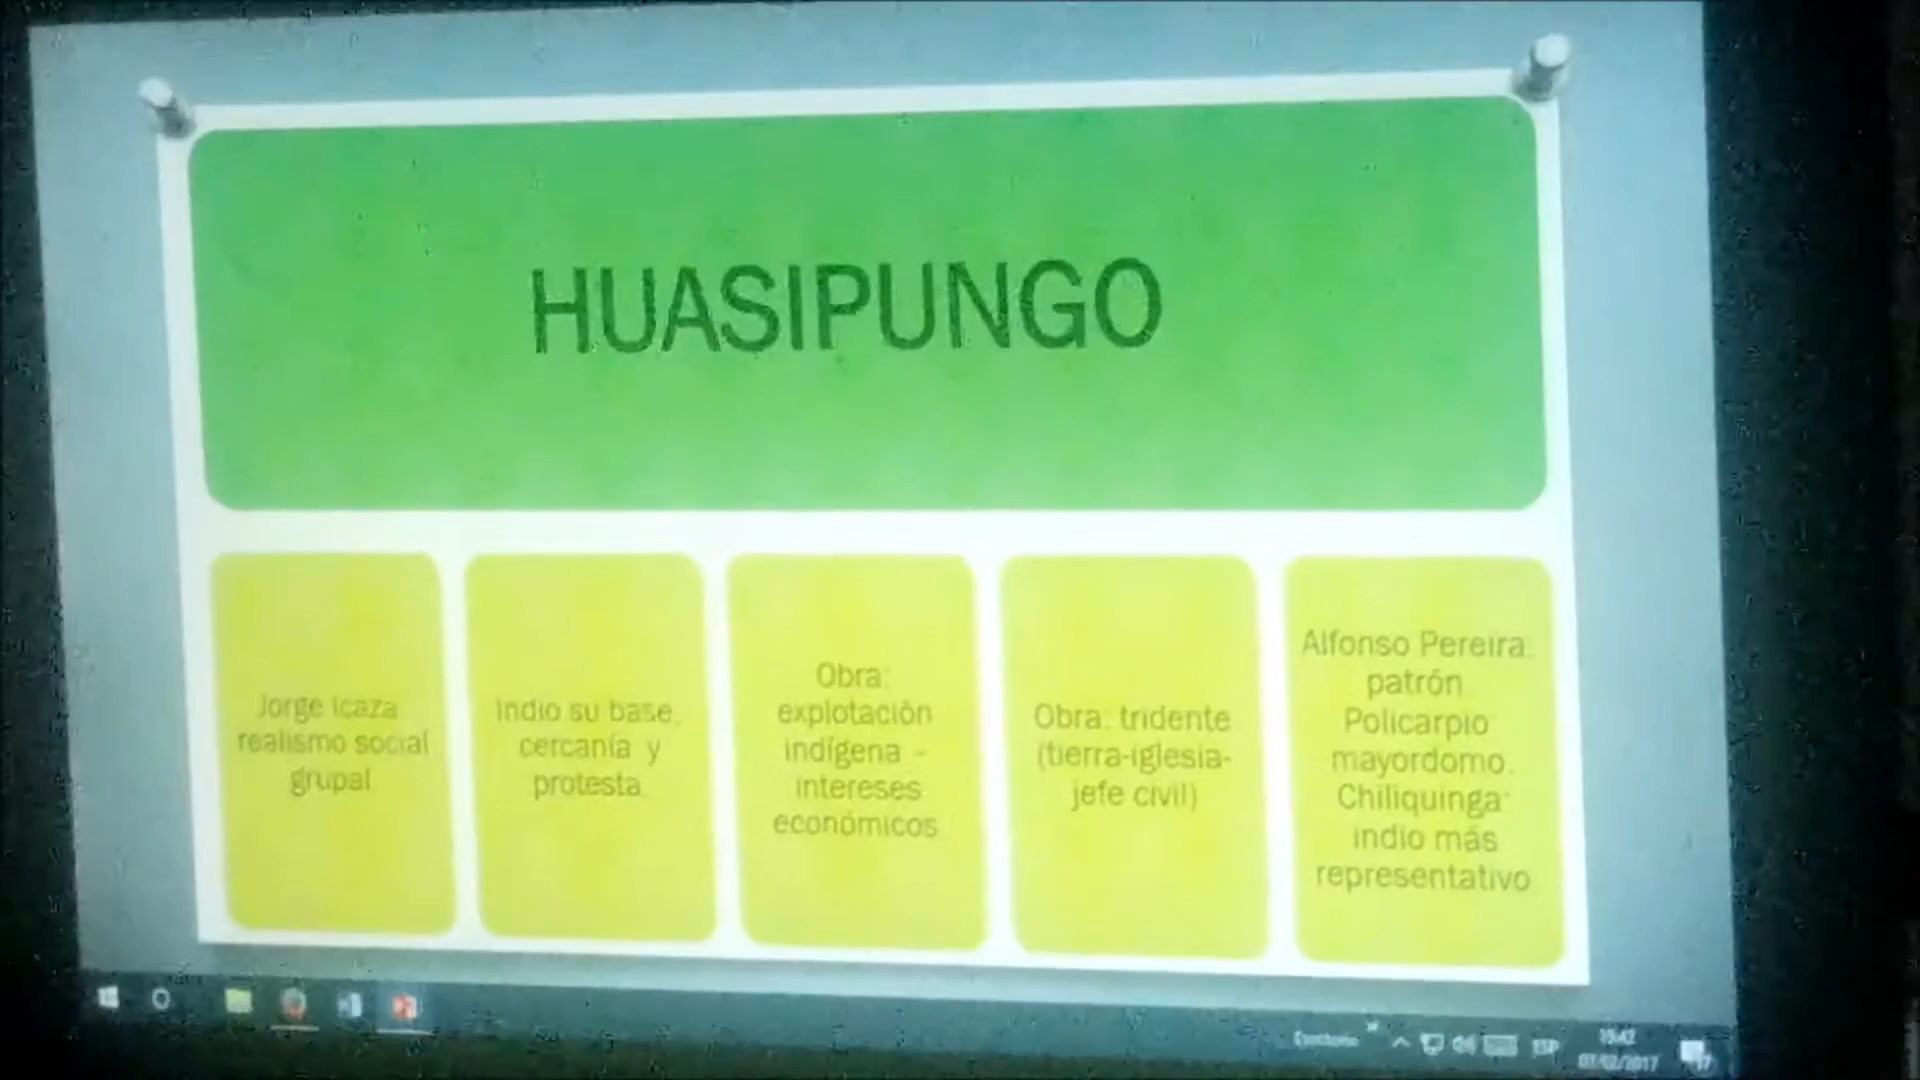 HUASIPUNGO
Jorge Icaza
realismo social
grupal
Indio su base,
cercanía y
protesta.
Obra:
explotación
indígena -
intereses
económicos
Obra: tridente
(tierra-iglesia-
jefe civil)
Alfonso Pereira:
patrón.
Policarpio:
mayordomo.
Chiliquinga:
indio más
representativo
ESP